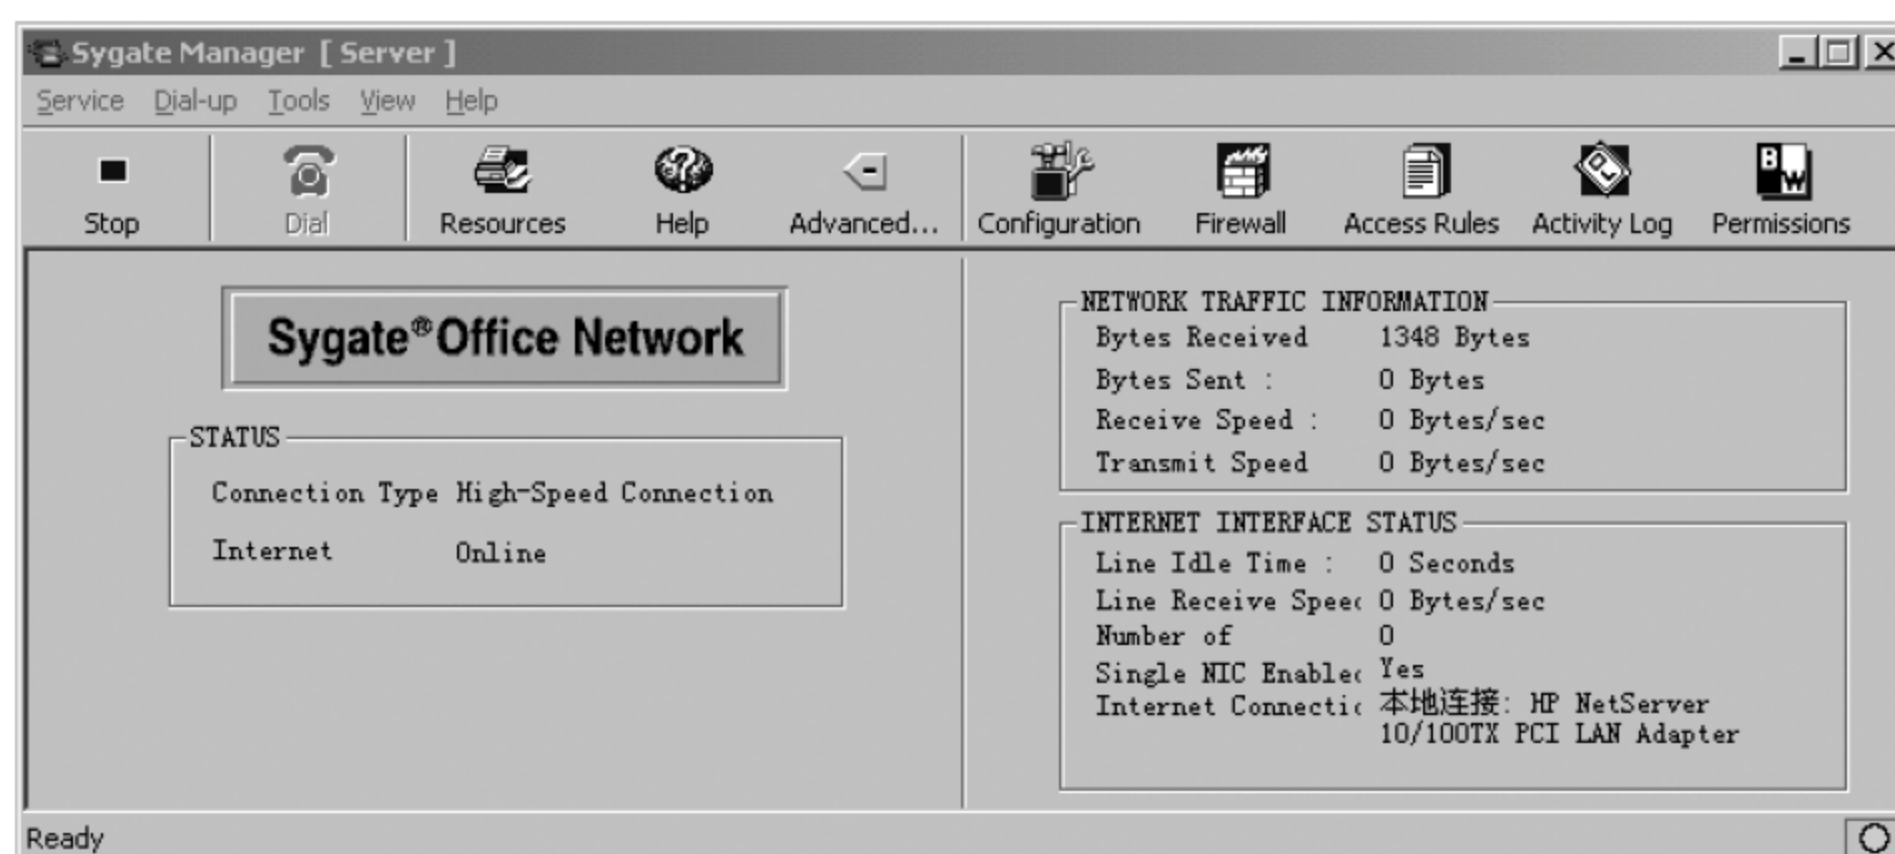 Sygate Manager [ Server ]
Service Dial-up Tools View Help
Stop Dial Resources Help Advanced... Configuration Firewall Access Rules Activity Log Permissions
Sygate®Office Network
STATUS
Connection Type High-Speed Connection
Internet Online
NETWORK TRAFFIC INFORMATION
Bytes Received 1348 Bytes
Bytes Sent : 0 Bytes
Receive Speed : 0 Bytes/sec
Transmit Speed 0 Bytes/sec
INTERNET INTERFACE STATUS
Line Idle Time : 0 Seconds
Line Receive Speed 0 Bytes/sec
Number of 0
Single NIC Enabled Yes
Internet Connectic 本地连接: HP NetServer
10/100TX PCI LAN Adapter
Ready